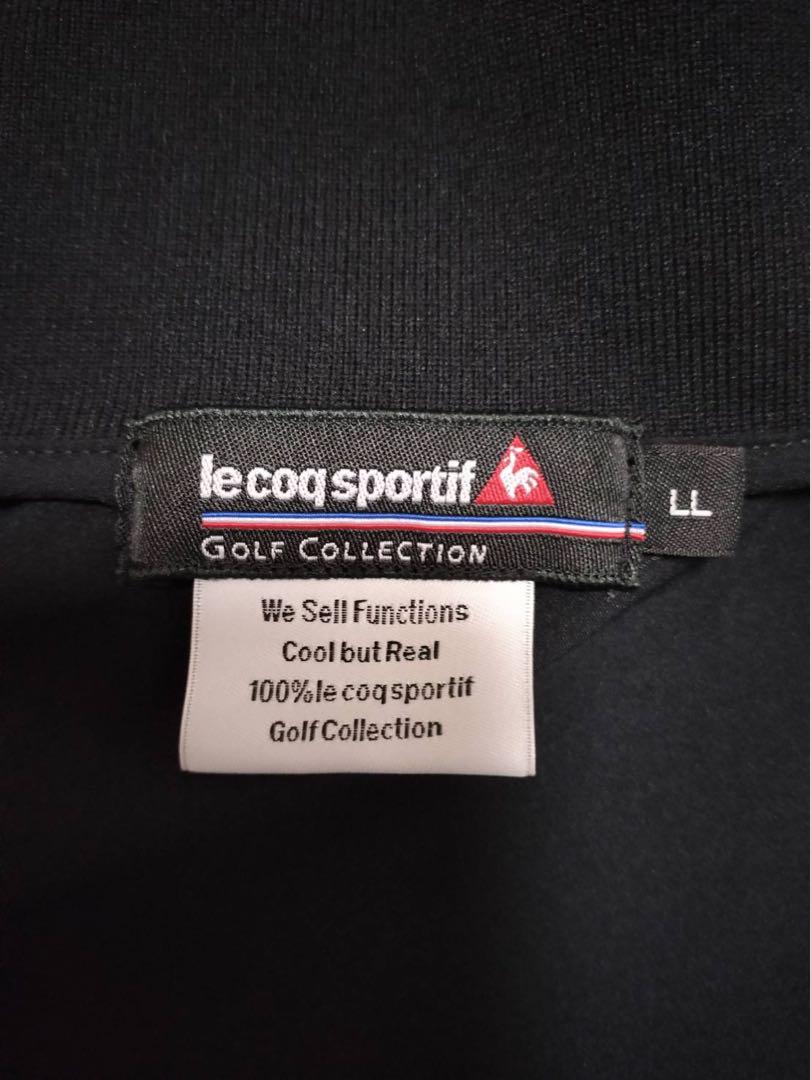 le coq sportif
GOLF COLLECTION
LL
We Sell Functions
Cool but Real
100% le coq sportif
Golf Collection